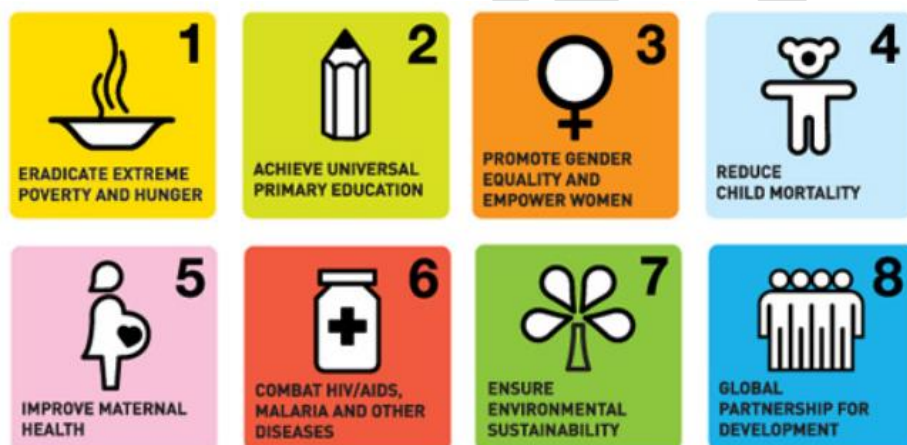 1
ERADICATE EXTREME
POVERTY AND HUNGER
2
ACHIEVE UNIVERSAL
PRIMARY EDUCATION
3
PROMOTE GENDER
EQUALITY AND
EMPOWER WOMEN
4
REDUCE
CHILD MORTALITY
5
IMPROVE MATERNAL
HEALTH
6
COMBAT HIV/AIDS,
MALARIA AND OTHER
DISEASES
7
ENSURE
ENVIRONMENTAL
SUSTAINABILITY
8
GLOBAL
PARTNERSHIP FOR
DEVELOPMENT